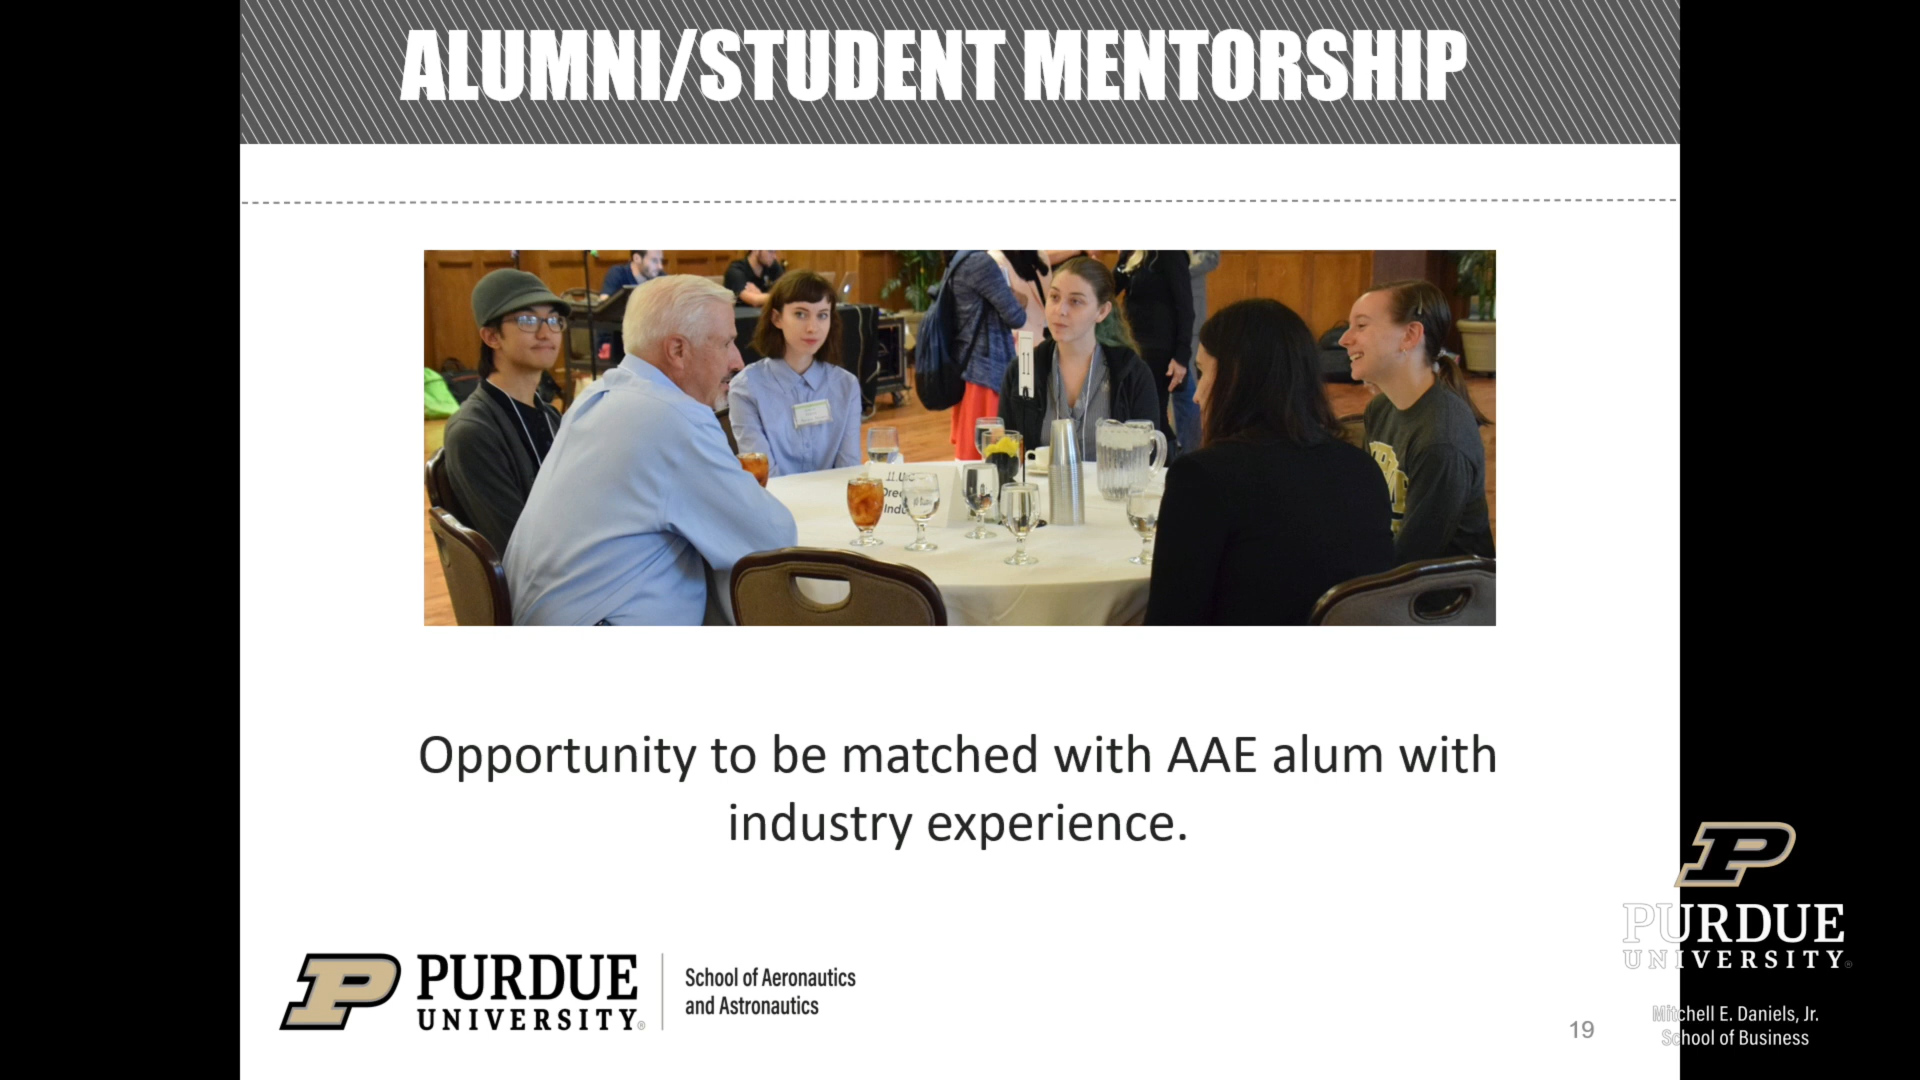 ALUMNI/STUDENT MENTORSHIP
11
Opportunity to be matched with AAE alum with
industry experience.
PURDUE
UNIVERSITY®
School of Aeronautics
and Astronautics
19
PURDUE
UNIVERSITY®
Mitchell E. Daniels, Jr.
School of Business